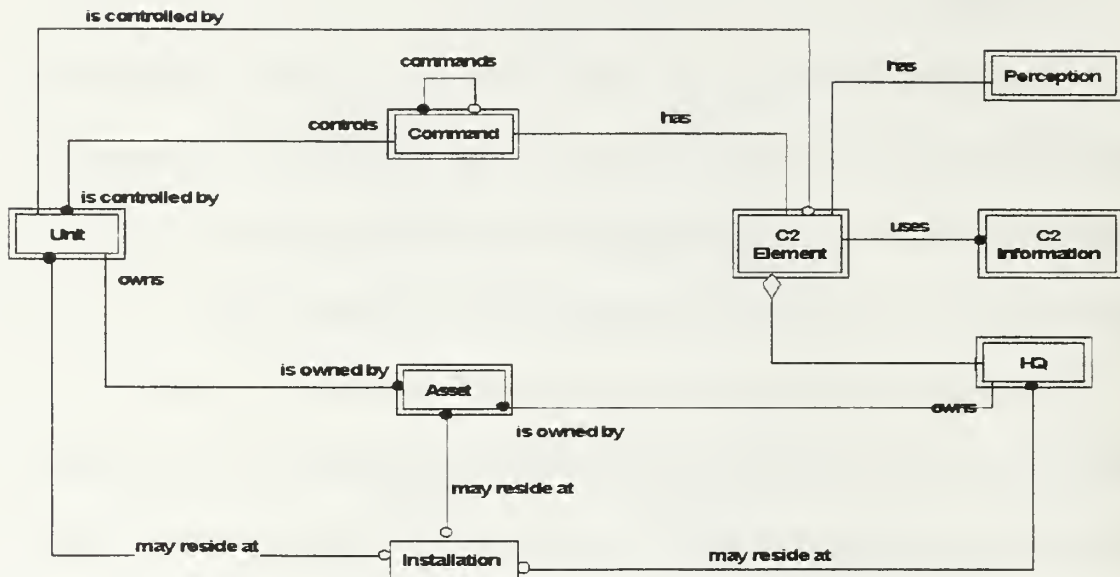 is controlled by
commands
has
Perception
controls
Command
has
is controlled by
Unit
C2
Element
uses
C2
Information
owns
is owned by
Asset
HQ
owns
is owned by
may reside at
may reside at
Installation
may reside at